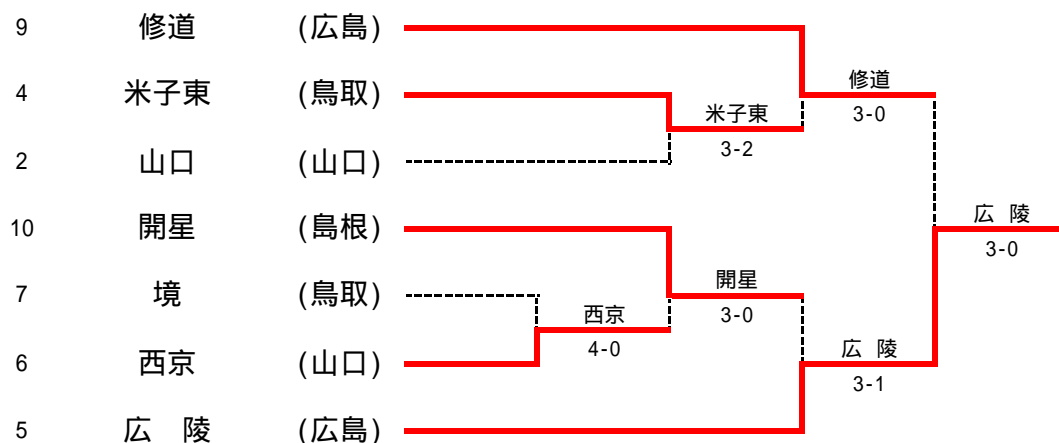 9 修道 (広島)
修道
4 米子東 (鳥取)
米子東
3-0
3-2
2 山口 (山口)
10 開星 (島根)
広 陵
3-0
開星
7 境 (鳥取)
西京
3-0
4-0
広 陵
6 西京 (山口)
3-1
5 広 陵 (広島)